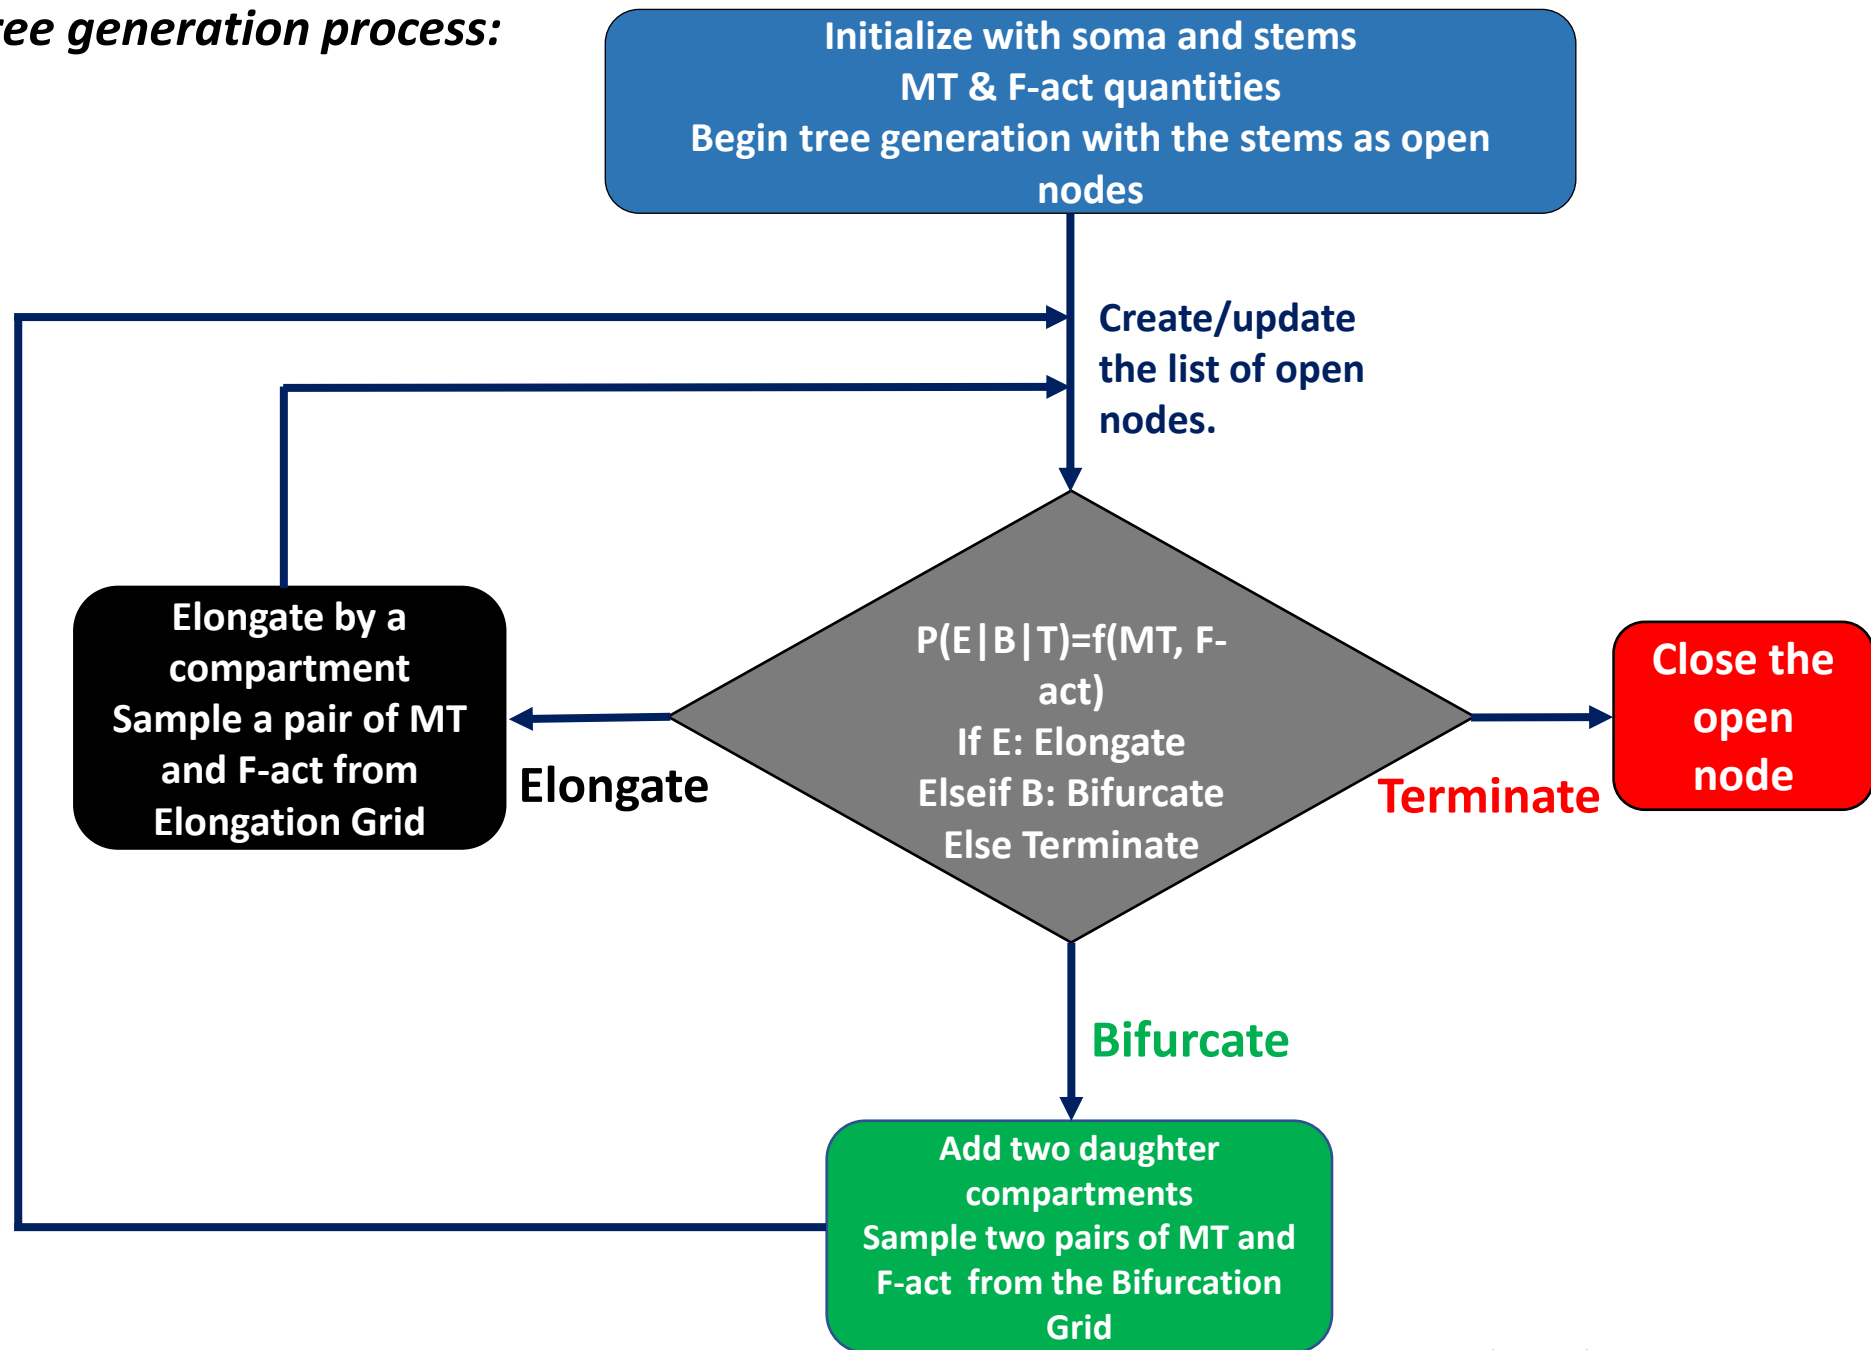 ree generation process:
Initialize with soma and stems
MT & F-act quantities
Begin tree generation with the stems as open
nodes
Create/update
the list of open
nodes.
Elongate by a
compartment
Sample a pair of MT
and F-act from
Elongation Grid
Elongate
P(E|B|T)=f(MT, F-
act)
If E: Elongate
Elseif B: Bifurcate
Else Terminate
Terminate
Close the
open
node
Bifurcate
Add two daughter
compartments
Sample two pairs of MT and
F-act from the Bifurcation
Grid